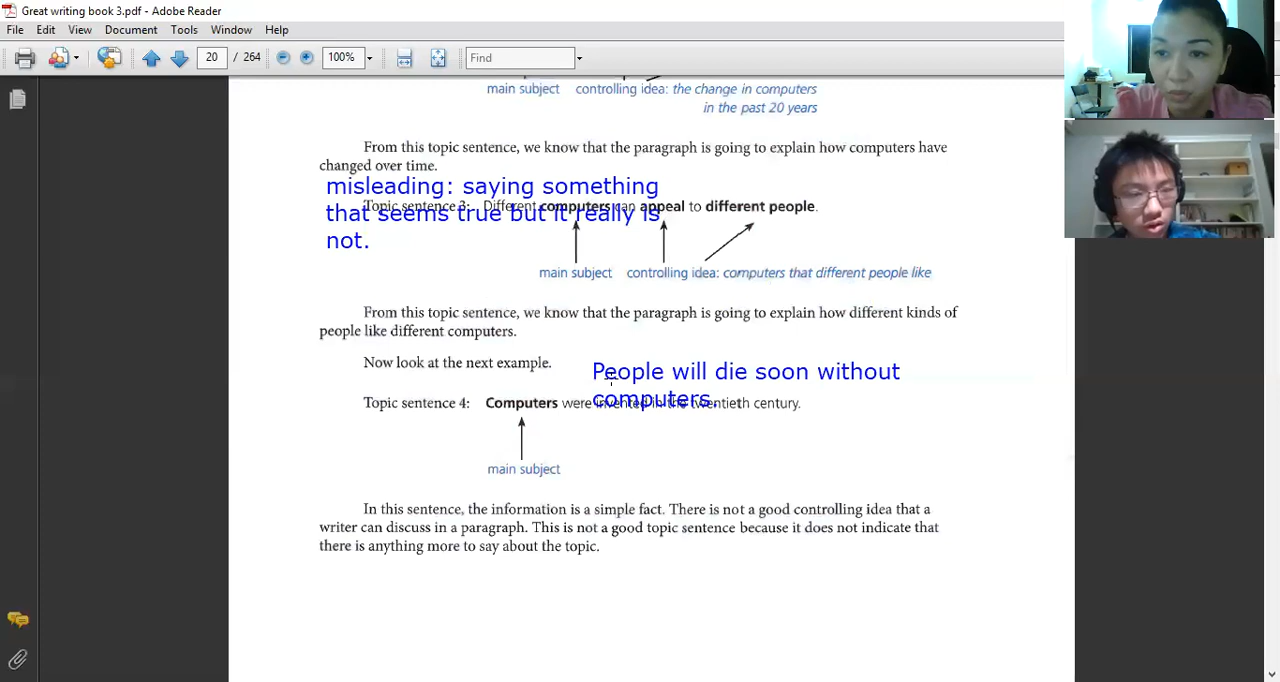 Great writing book 3.pdf - Adobe Reader
File Edit View Document Tools Window Help
20 / 264 100% Find
main subject controlling idea: the change in computers
in the past 20 years
From this topic sentence, we know that the paragraph is going to explain how computers have
changed over time.
misleading: saying something
that seems true but it really is
not.
Topic sentence 3: Different computers can appeal to different people.
main subject controlling idea: computers that different people like
From this topic sentence, we know that the paragraph is going to explain how different kinds of
people like different computers.
Now look at the next example.
People will die soon without
computers.
Topic sentence 4: Computers were invented in the twentieth century.
main subject
In this sentence, the information is a simple fact. There is not a good controlling idea that a
writer can discuss in a paragraph. This is not a good topic sentence because it does not indicate that
there is anything more to say about the topic.